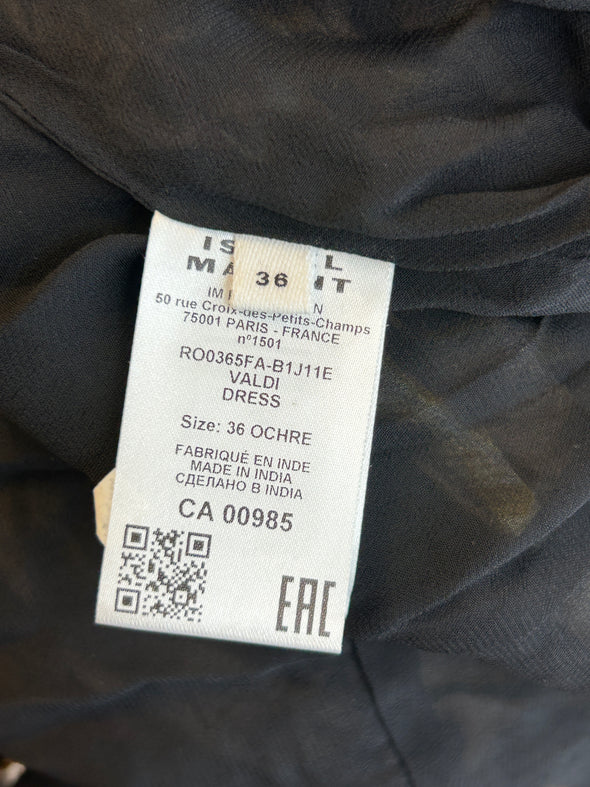 36
50 rue Croix-des-Petits-Champs
75001 PARIS - FRANCE
n°1501
RO0365FA-B1J11E
VALDI
DRESS
Size: 36 OCHRE
FABRIQUÉ EN INDE
MADE IN INDIA
СДЕЛАНО В INDIA
CA 00985
EAC